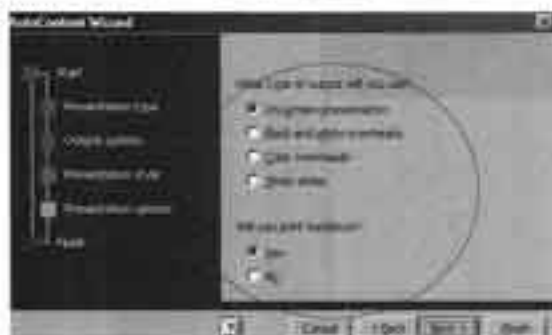 AutoContent Wizard
Start
Presentation type
Output options
Presentation style
Presentation options
Finish
What type of output will you use?
On-screen presentation
Black and white overheads
Color overheads
35mm slides
Will you print handouts?
Yes
No
Cancel
< Back
Next >
Finish